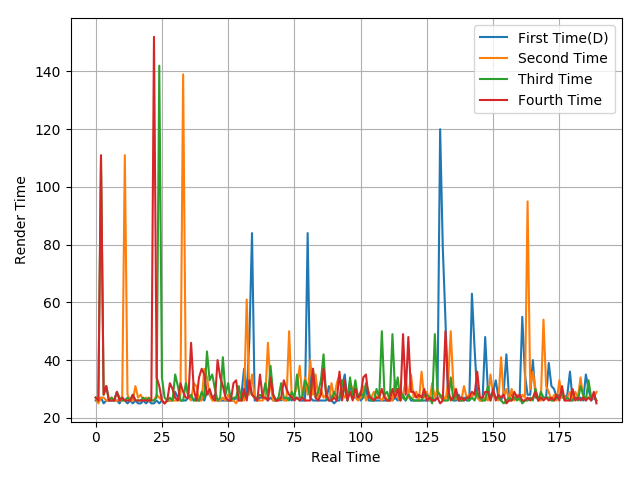 First Time(D)
Second Time
Third Time
Fourth Time
Render Time
140
120
100
80
60
40
20
0 25 50 75 100 125 150 175
Real Time